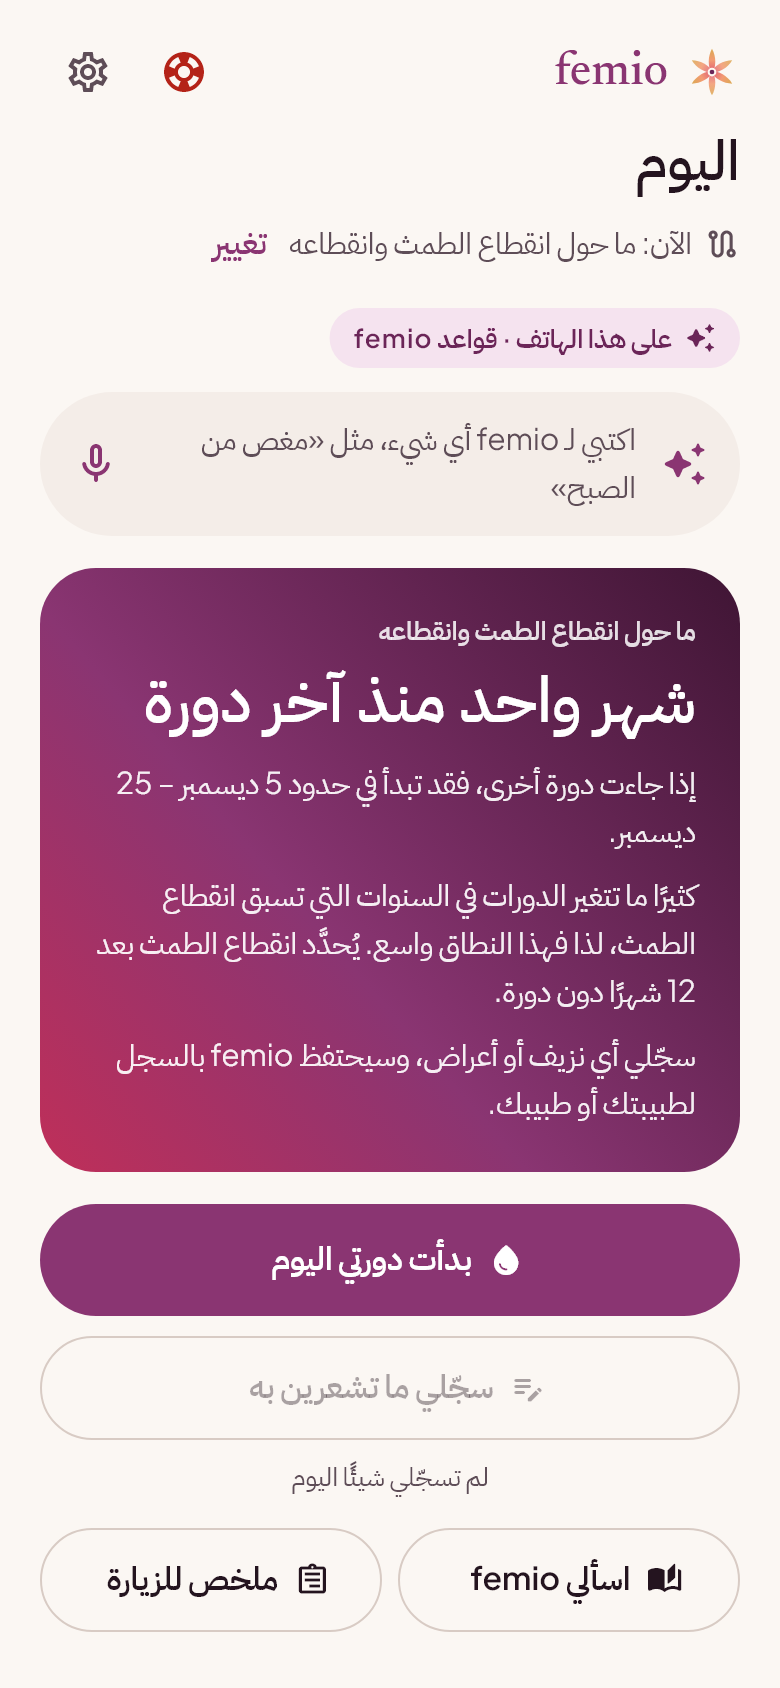 femio
اليوم
الآن: ما حول انقطاع الطمث وانقطاعه تغيير
على هذا الهاتف · قواعد femio
اكتبي لـ femio أي شيء، مثل «مغص من
الصبح»
ما حول انقطاع الطمث وانقطاعه
شهر واحد منذ آخر دورة
إذا جاءت دورة أخرى، فقد تبدأ في حدود 5 ديسمبر – 25
ديسمبر.
كثيرًا ما تتغير الدورات في السنوات التي تسبق انقطاع
الطمث، لذا فهذا النطاق واسع. يُحدَّد انقطاع الطمث بعد
12 شهرًا دون دورة.
سجّلي أي نزيف أو أعراض، وسيحتفظ femio بالسجل
لطبيبتك أو طبيبك.
بدأت دورتي اليوم
سجّلي ما تشعرين به
لم تسجّلي شيئًا اليوم
اسألي femio
ملخص للزيارة